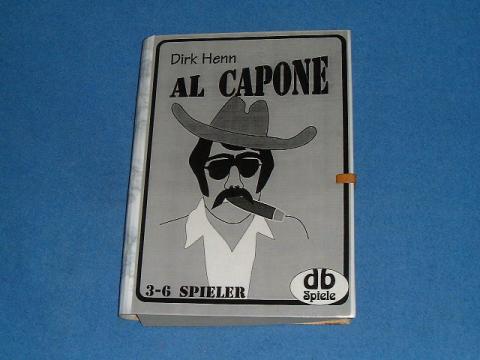 Dirk Henn
AL CAPONE
3-6 SPIELER
db
Spiele